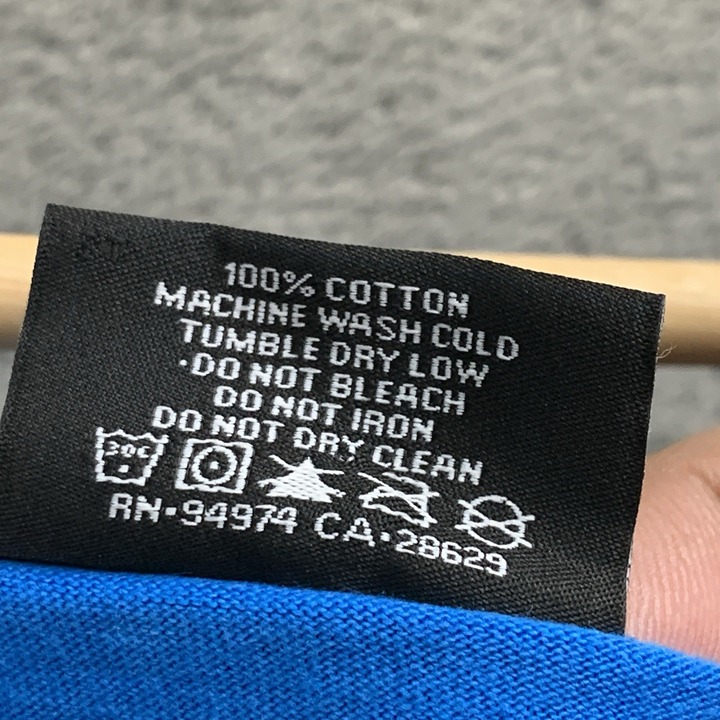 100% COTTON
MACHINE WASH COLD
TUMBLE DRY LOW
·DO NOT BLEACH
DO NOT IRON
DO NOT DRY CLEAN
30C
RN·94974 CA·28629